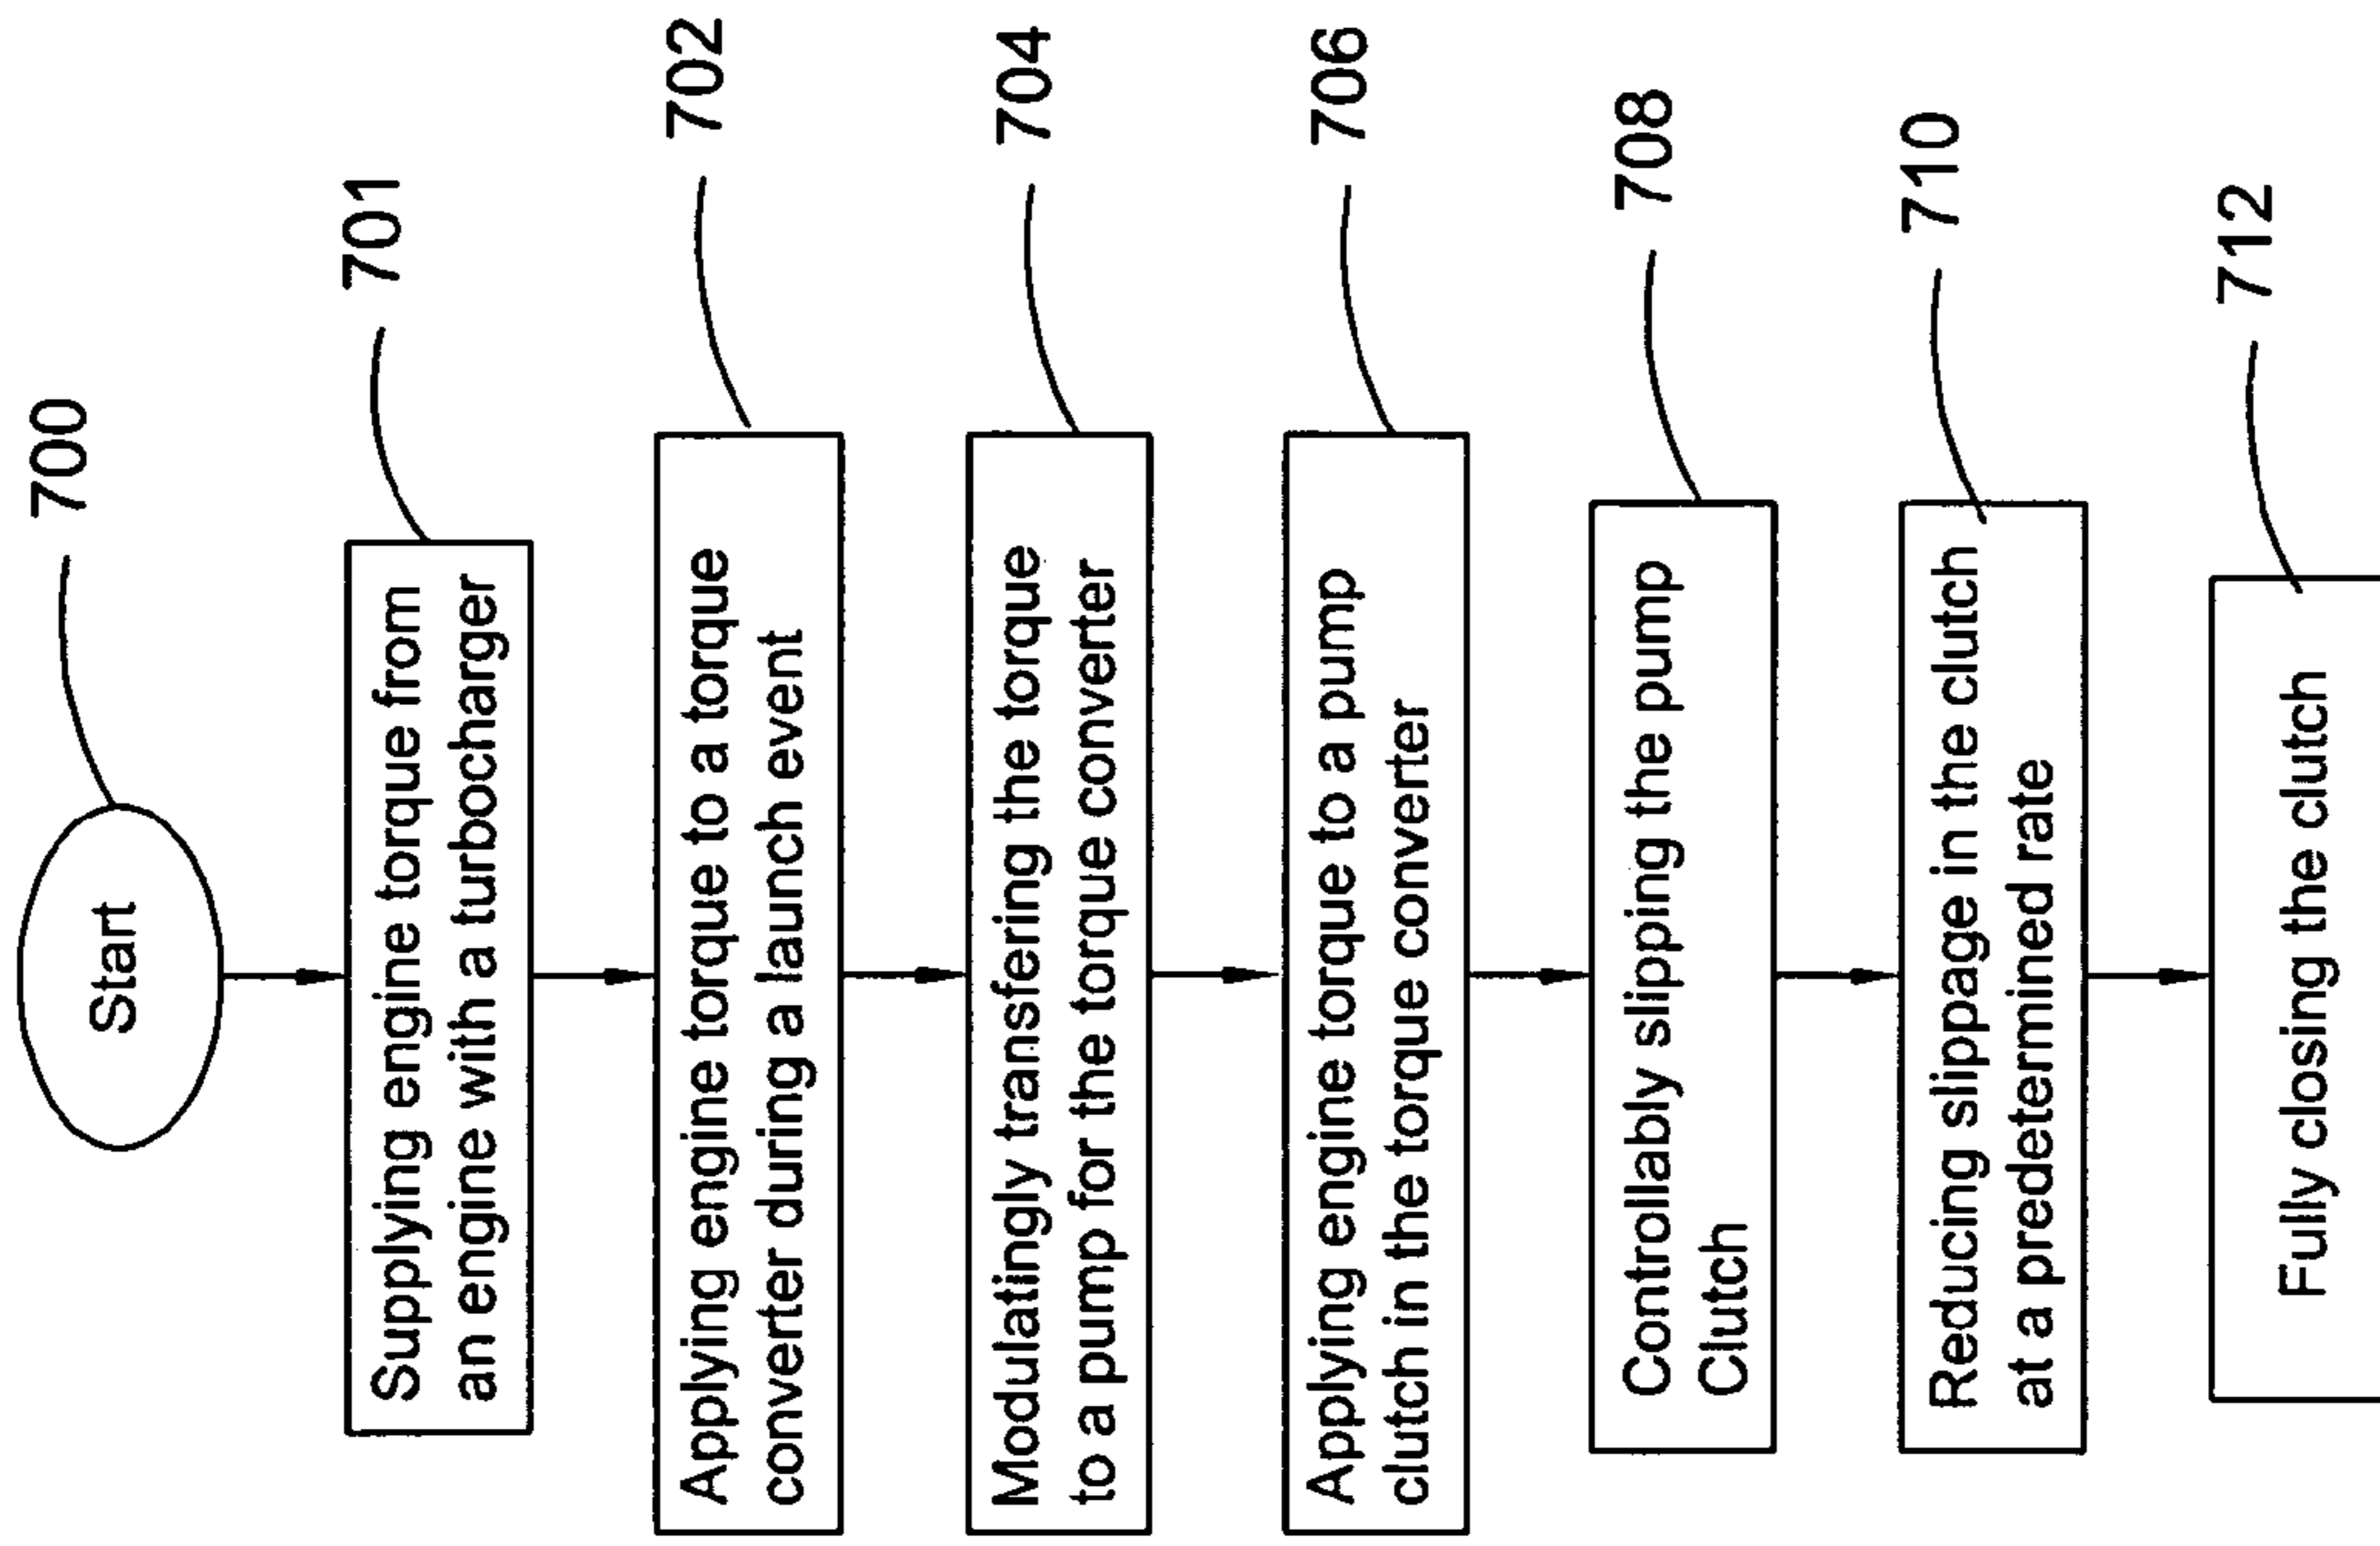 Start
700
Supplying engine torque from
an engine with a turbocharger
701
Applying engine torque to a torque
converter during a launch event
702
Modulatingly transfering the torque
to a pump for the torque converter
704
Applying engine torque to a pump
clutch in the torque converter
706
Controllably slipping the pump
Clutch
708
Reducing slippage in the clutch
at a predetermined rate
710
Fully closing the clutch
712